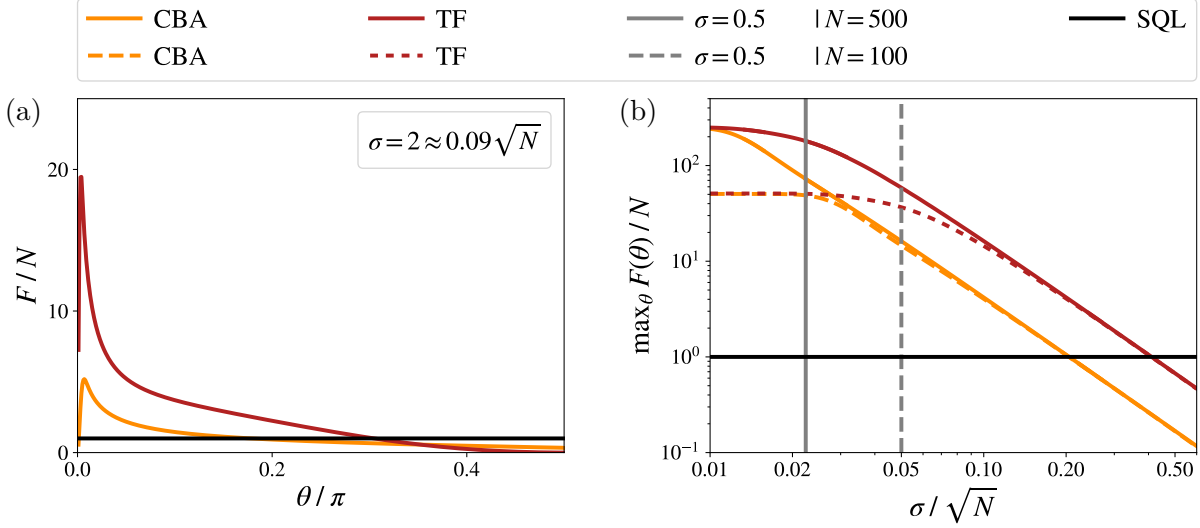 CBA TF σ = 0.5 | N = 500 SQL
CBA TF σ = 0.5 | N = 100
(a)
σ = 2 ≈ 0.09√N
20
10
0
F / N
0.0 0.2 0.4
θ / π
(b)
10²
10¹
10⁰
10⁻¹
max_θ F(θ) / N
0.01 0.02 0.05 0.10 0.20 0.50
σ / √N